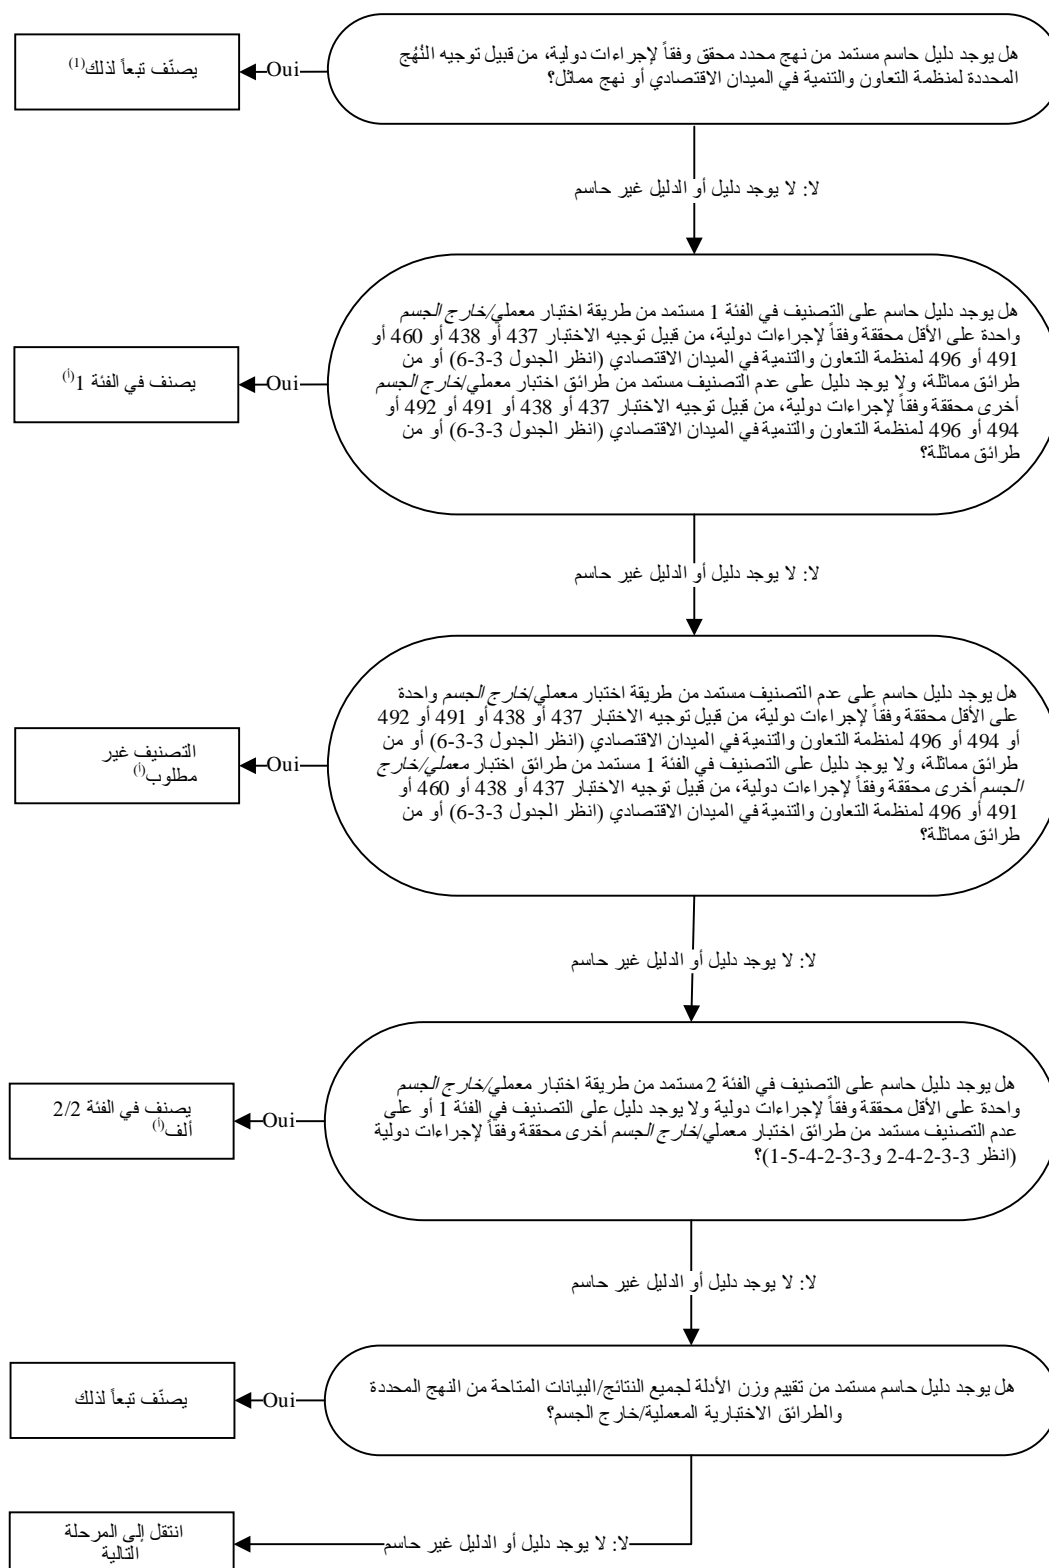 هل يوجد دليل حاسم مستمد من نهج محدد محقق وفقاً لإجراءات دولية، من قبيل توجيه النُهُج
المحددة لمنظمة التعاون والتنمية في الميدان الاقتصادي أو نهج مماثل؟
Oui
يصنّف تبعاً لذلك(1)
لا: لا يوجد دليل أو الدليل غير حاسم
هل يوجد دليل حاسم على التصنيف في الفئة 1 مستمد من طريقة اختبار معملي/خارج الجسم
واحدة على الأقل محققة وفقاً لإجراءات دولية، من قبيل توجيه الاختبار 437 أو 438 أو 460 أو
491 أو 496 لمنظمة التعاون والتنمية في الميدان الاقتصادي (انظر الجدول 3-3-6) أو من
طرائق مماثلة، ولا يوجد دليل على عدم التصنيف مستمد من طرائق اختبار معملي/خارج الجسم
أخرى محققة وفقاً لإجراءات دولية، من قبيل توجيه الاختبار 437 أو 438 أو 491 أو 492 أو
494 أو 496 لمنظمة التعاون والتنمية في الميدان الاقتصادي (انظر الجدول 3-3-6) أو من
طرائق مماثلة؟
Oui
يصنف في الفئة 1(أ)
لا: لا يوجد دليل أو الدليل غير حاسم
هل يوجد دليل حاسم على عدم التصنيف مستمد من طريقة اختبار معملي/خارج الجسم واحدة
على الأقل محققة وفقاً لإجراءات دولية، من قبيل توجيه الاختبار 437 أو 438 أو 491 أو 492
أو 494 أو 496 لمنظمة التعاون والتنمية في الميدان الاقتصادي (انظر الجدول 3-3-6) أو من
طرائق مماثلة، ولا يوجد دليل على التصنيف في الفئة 1 مستمد من طرائق اختبار معملي/خارج
الجسم أخرى محققة وفقاً لإجراءات دولية، من قبيل توجيه الاختبار 437 أو 438 أو 460 أو
491 أو 496 لمنظمة التعاون والتنمية في الميدان الاقتصادي (انظر الجدول 3-3-6) أو من
طرائق مماثلة؟
Oui
التصنيف غير
مطلوب(أ)
لا: لا يوجد دليل أو الدليل غير حاسم
هل يوجد دليل حاسم على التصنيف في الفئة 2 مستمد من طريقة اختبار معملي/خارج الجسم
واحدة على الأقل محققة وفقاً لإجراءات دولية ولا يوجد دليل على التصنيف في الفئة 1 أو على
عدم التصنيف مستمد من طرائق اختبار معملي/خارج الجسم أخرى محققة وفقاً لإجراءات دولية
(انظر 3-3-2-4-2 و3-3-2-4-5-1)؟
Oui
يصنف في الفئة 2/2
ألف(أ)
لا: لا يوجد دليل أو الدليل غير حاسم
هل يوجد دليل حاسم مستمد من تقييم وزن الأدلة لجميع النتائج/البيانات المتاحة من النهج المحددة
والطرائق الاختبارية المعملية/خارج الجسم؟
Oui
يصنّف تبعاً لذلك
لا: لا يوجد دليل أو الدليل غير حاسم
انتقل إلى المرحلة
التالية